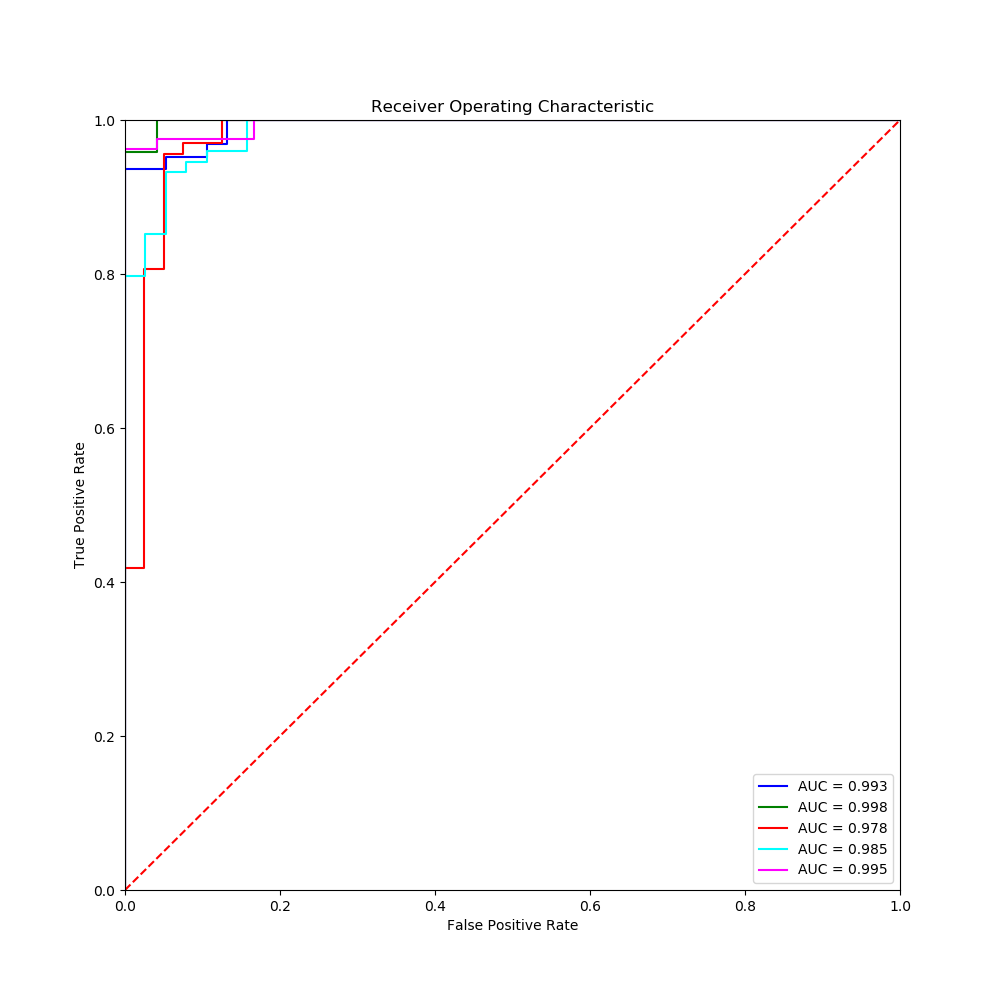 Receiver Operating Characteristic
True Positive Rate
1.0
0.8
0.6
0.4
0.2
0.0
AUC = 0.993
AUC = 0.998
AUC = 0.978
AUC = 0.985
AUC = 0.995
0.0 0.2 0.4 0.6 0.8 1.0
False Positive Rate